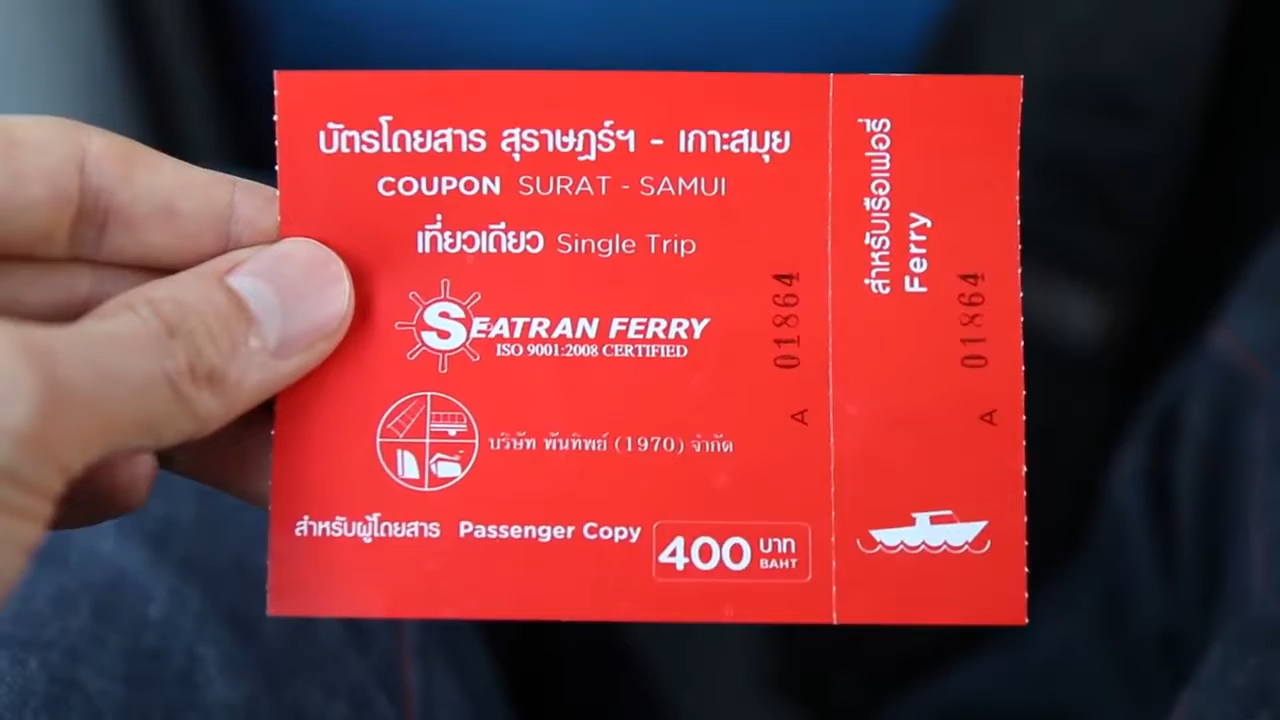 บัตรโดยสาร สุราษฎร์ฯ - เกาะสมุย
COUPON SURAT - SAMUI
เที่ยวเดียว Single Trip
SEATRAN FERRY
ISO 9001:2008 CERTIFIED
บริษัท พันทิพย์ (1970) จำกัด
สำหรับผู้โดยสาร Passenger Copy
400 บาท
BAHT
A 01864
สำหรับเรือเฟอร์รี่
Ferry
A 01864